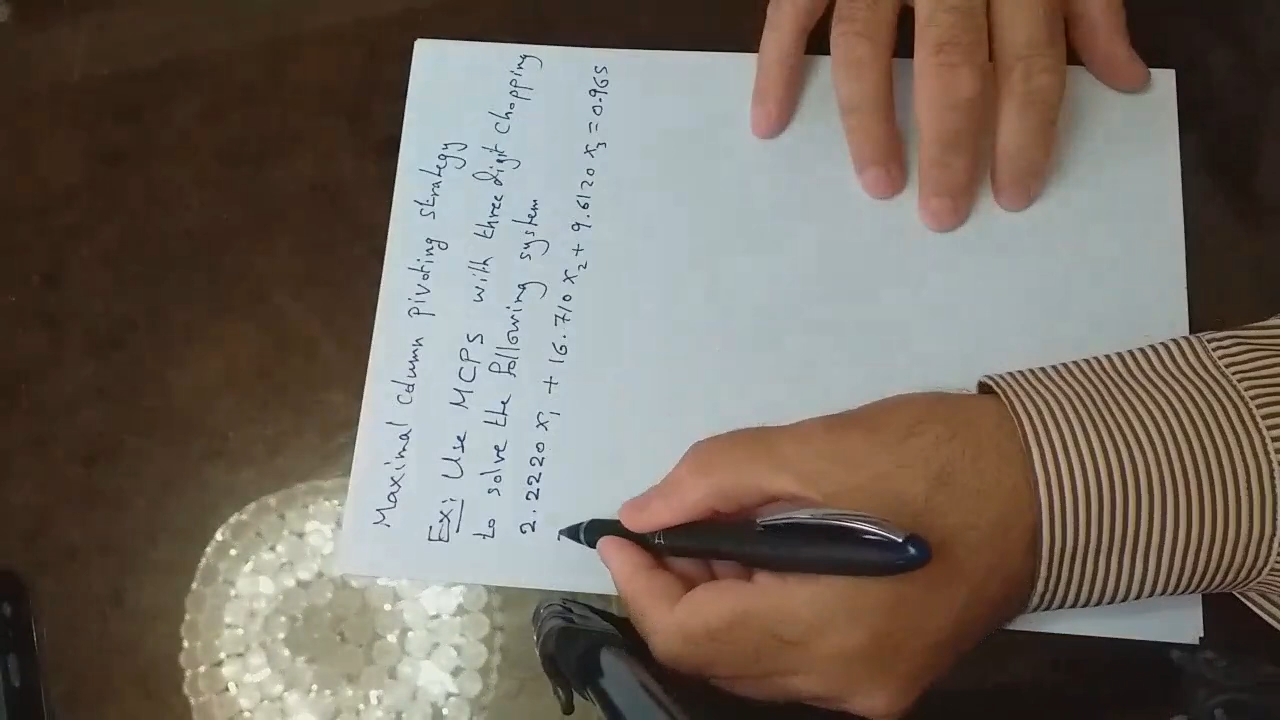 Maximal column pivoting strategy
Ex: Use MCPS with three digit chopping
to solve the following system
2.2220 x₁ + 16.710 x₂ + 9.6120 x₃ = 0.965